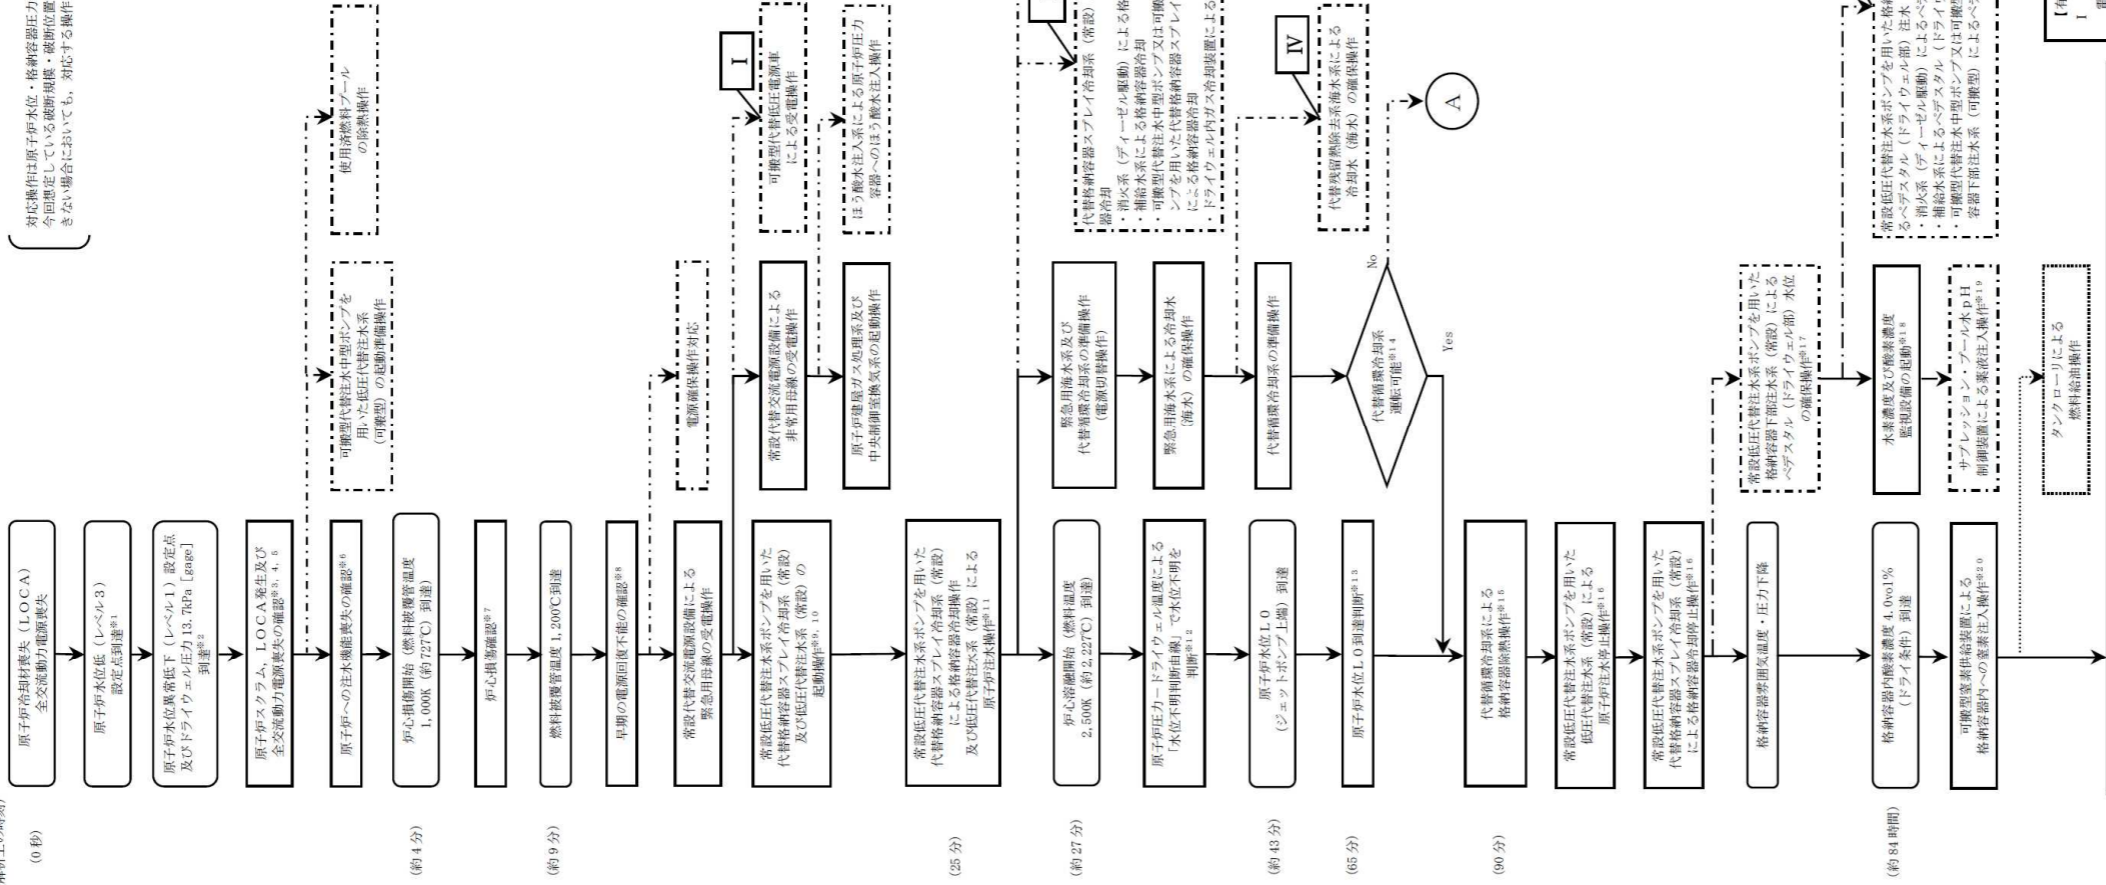 解析上の時刻)
(0 秒)
原子炉冷却材喪失（ＬＯＣＡ）
全交流動力電源喪失
原子炉水位低（レベル３）
設定点到達※1
原子炉水位異常低下（レベル１）設定点
及びドライウェル圧力 13.7kPa［gage］
到達※2
原子炉スクラム，ＬＯＣＡ発生及び
全交流動力電源喪失の確認※3，4，5
可搬型代替注水中型ポンプを
用いた低圧代替注水系
（可搬型）の起動準備操作
使用済燃料プール
の除熱操作
対応操作は原子炉水位・格納容器圧力
今回想定している破断規模・破断位置
きない場合においても，対応する操作
原子炉への注水機能喪失の確認※6
(約 4 分)
炉心損傷開始（燃料被覆管温度
1,000K（約 727℃）到達）
炉心損傷確認※7
(約 9 分)
燃料被覆管温度 1,200℃到達
早期の電源回復不能の確認※8
電源確保操作対応
常設代替交流電源設備による
緊急用母線の受電操作
常設代替交流電源設備による
非常用母線の受電操作
Ⅰ
可搬型代替低圧電源車
による受電操作
原子炉建屋ガス処理系及び
中央制御室換気系の起動操作
ほう酸水注入系による原子炉圧力
容器へのほう酸水注入操作
常設低圧代替注水系ポンプを用いた
代替格納容器スプレイ冷却系（常設）
及び低圧代替注水系（常設）の
起動操作※9，10
(25 分)
常設低圧代替注水系ポンプを用いた
代替格納容器スプレイ冷却系（常設）
による格納容器冷却操作
及び低圧代替注水系（常設）による
原子炉注水操作※11
(約 27 分)
炉心溶融開始（燃料温度
2,500K（約 2,227℃）到達）
緊急用海水系及び
代替循環冷却系の準備操作
（電源切替操作）
代替格納容器スプレイ冷却系（常設）
器冷却
・消火系（ディーゼル駆動）による格
・補給水系による格納容器冷却
・可搬型代替注水中型ポンプ又は可搬
ンプを用いた代替格納容器スプレイ
による格納容器冷却
・ドライウェル内ガス冷却装置による
原子炉圧力－ドライウェル温度による
「水位不明判断曲線」で水位不明を
判断※12
緊急用海水系による冷却水
（海水）の確保操作
Ⅳ
代替残留熱除去系海水系による
冷却水（海水）の確保操作
(約 43 分)
原子炉水位Ｌ０
（ジェットポンプ上端）到達
代替循環冷却系の準備操作
(65 分)
原子炉水位Ｌ０到達判断※13
代替循環冷却系
運転可能※14
No
Yes
A
(90 分)
代替循環冷却系による
格納容器除熱操作※15
常設低圧代替注水系ポンプを用いた
低圧代替注水系（常設）による
原子炉注水停止操作※16
常設低圧代替注水系ポンプを用いた
代替格納容器スプレイ冷却系（常設）
による格納容器冷却停止操作※16
格納容器雰囲気温度・圧力下降
常設低圧代替注水系ポンプを用いた
格納容器下部注水系（常設）による
ペデスタル（ドライウェル部）水位
の確保操作※17
常設低圧代替注水系ポンプを用いた格納
るペデスタル（ドライウェル部）注水
・消火系（ディーゼル駆動）によるペデ
・補給水系によるペデスタル（ドライウ
・可搬型代替注水中型ポンプ又は可搬型
容器下部注水系（可搬型）によるペデ
(約 84 時間)
格納容器内酸素濃度 4.0vol%
（ドライ条件）到達
水素濃度及び酸素濃度
監視設備の起動※18
可搬型窒素供給装置による
格納容器内への窒素注入操作※20
サプレッション・プール水ｐＨ
制御装置による薬液注入操作※19
タンクローリによる
燃料給油操作
【有
Ⅰ
電